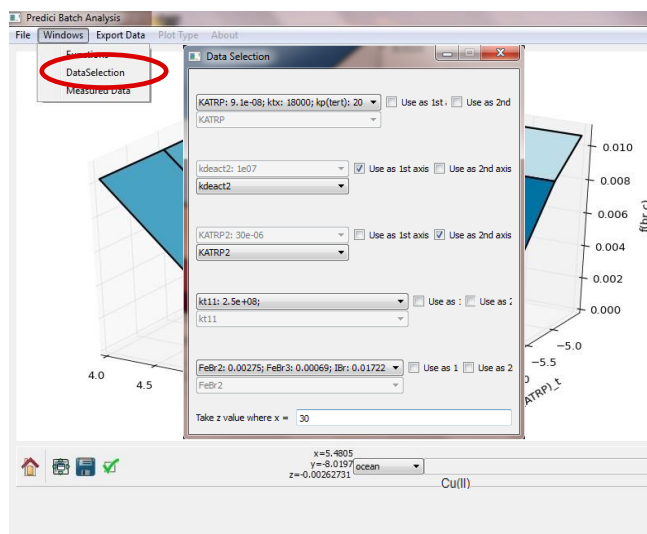 Predici Batch Analysis
File Windows Export Data Plot Type About
Functions
DataSelection
Measured Data
Data Selection
KATRP: 9.1e-08; ktx: 18000; kp(tert): 20 Use as 1st Use as 2nd
KATRP
kdeact2: 1e07 Use as 1st axis Use as 2nd axis
kdeact2
KATRP2: 30e-06 Use as 1st axis Use as 2nd axis
KATRP2
kt11: 2.5e+08; Use as Use as
kt11
FeBr2: 0.00275; FeBr3: 0.00069; IBr: 0.01722 Use as 1 Use as 2
FeBr2
Take z value where x = 30
0.010
0.008
0.006
0.004
0.002
0.000
f(br,c)
−5.0
−5.5
ATRP)_t
4.0
4.5
x=5.4805
y=-8.0197
z=-0.00262731
ocean
Cu(II)